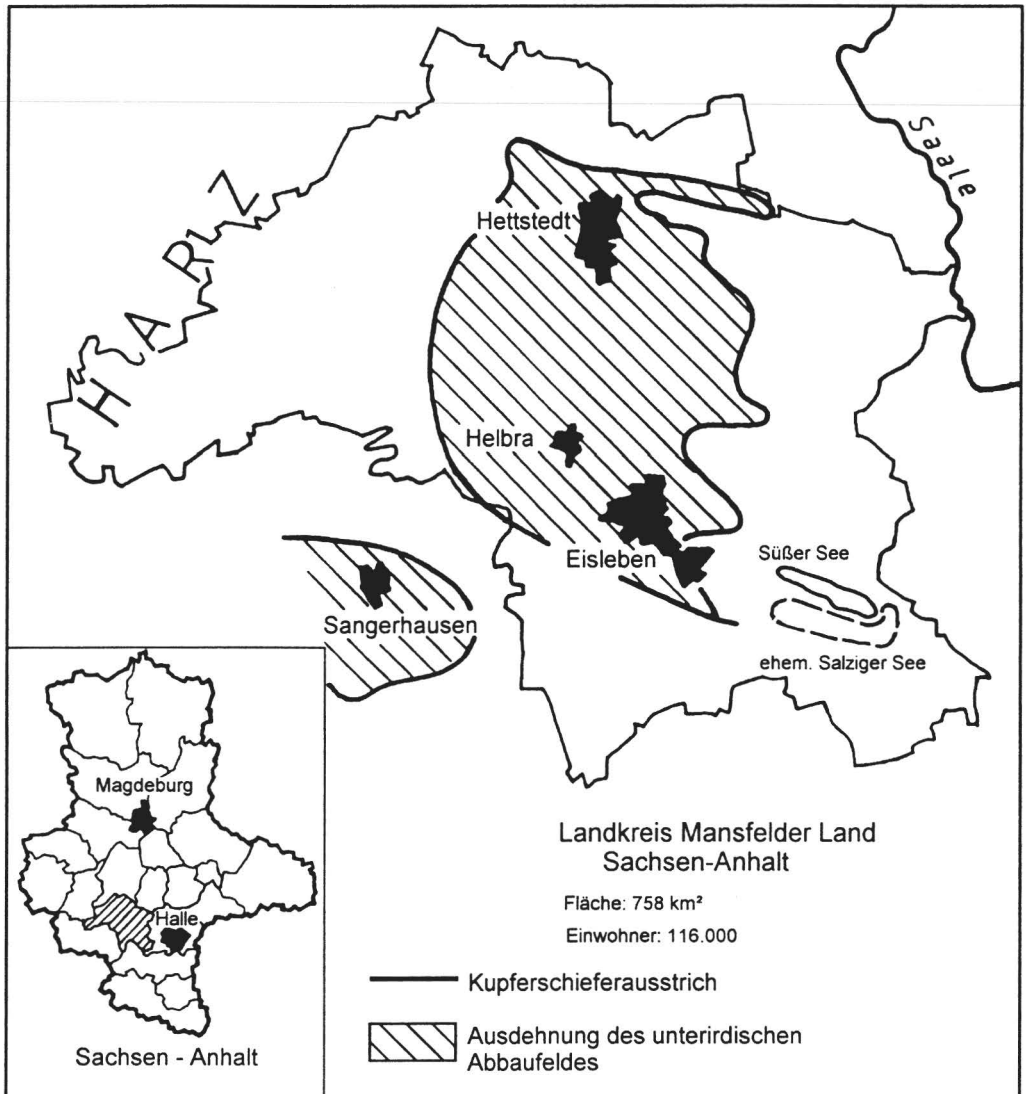 Saale
HARZ
Hettstedt
Helbra
Eisleben
Süßer See
Sangerhausen
ehem. Salziger See
Magdeburg
Halle
Sachsen - Anhalt
Landkreis Mansfelder Land
Sachsen-Anhalt
Fläche: 758 km²
Einwohner: 116.000
Kupferschieferausstrich
Ausdehnung des unterirdischen
Abbaufeldes